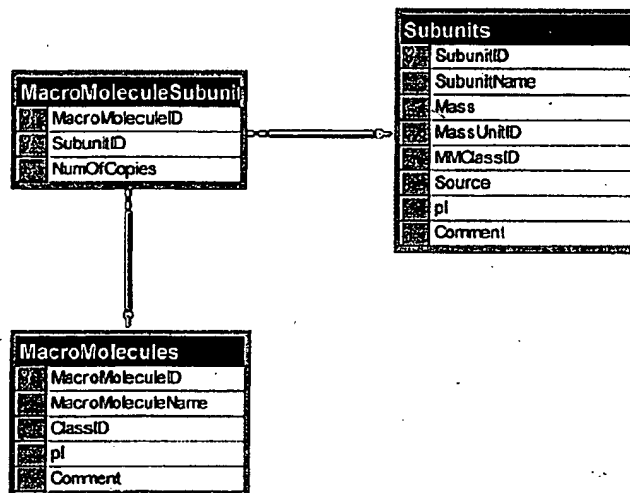 Subunits
SubunitID
SubunitName
Mass
MassUnitID
MMClassID
Source
pI
Comment
MacroMoleculeSubunit
MacroMoleculeID
SubunitID
NumOfCopies
MacroMolecules
MacroMoleculeID
MacroMoleculeName
ClassID
pI
Comment